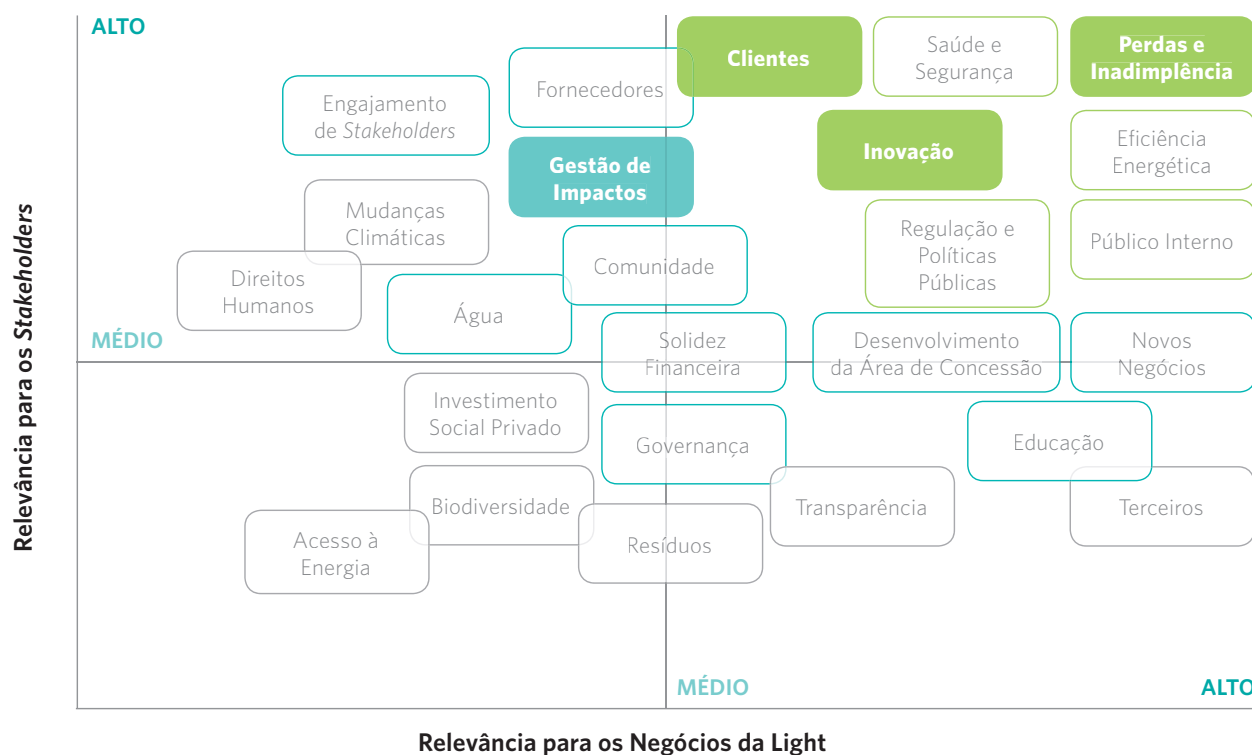 ALTO
Clientes
Saúde e
Segurança
Perdas e
Inadimplência
Fornecedores
Engajamento
de Stakeholders
Inovação
Eficiência
Energética
Gestão de
Impactos
Mudanças
Climáticas
Regulação e
Políticas
Públicas
Público Interno
Comunidade
Direitos
Humanos
Água
MÉDIO
Solidez
Financeira
Desenvolvimento
da Área de Concessão
Novos
Negócios
Investimento
Social Privado
Governança
Educação
Biodiversidade
Transparência
Terceiros
Acesso à
Energia
Resíduos
MÉDIO
ALTO
Relevância para os Stakeholders
Relevância para os Negócios da Light